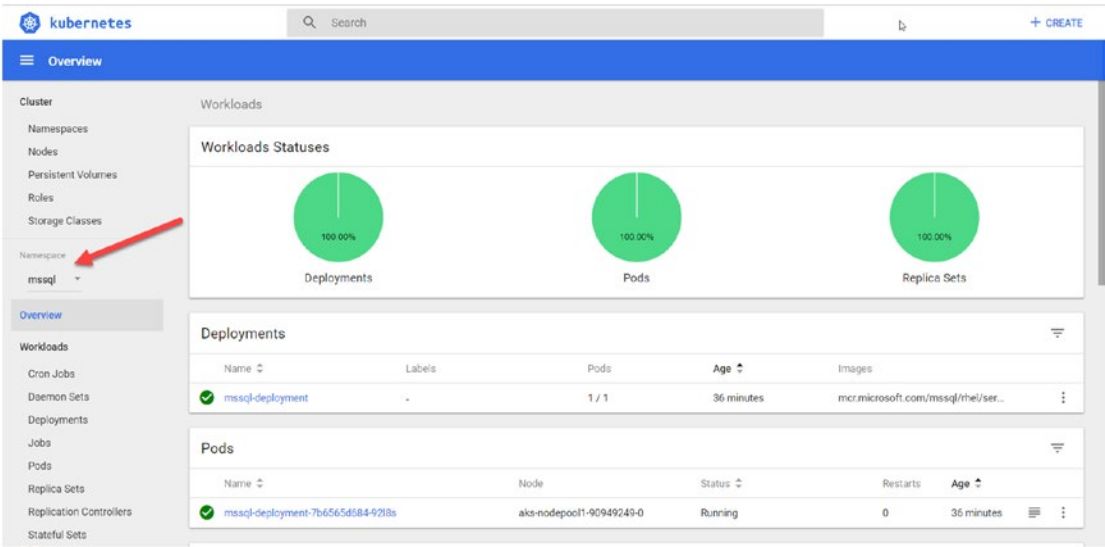 kubernetes
Search
+ CREATE
Overview
Cluster
Namespaces
Nodes
Persistent Volumes
Roles
Storage Classes
Namespace
mssql
Overview
Workloads
Cron Jobs
Daemon Sets
Deployments
Jobs
Pods
Replica Sets
Replication Controllers
Stateful Sets
Workloads
Workloads Statuses
100.00% 100.00% 100.00%
Deployments Pods Replica Sets
Deployments
Name Labels Pods Age Images
mssql-deployment - 1 / 1 36 minutes mcr.microsoft.com/mssql/rhel/ser...
Pods
Name Node Status Restarts Age
mssql-deployment-7b6565d684-92l8s aks-nodepool1-90949249-0 Running 0 36 minutes